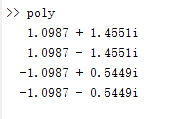 >> poly
1.0987 + 1.4551i
1.0987 - 1.4551i
-1.0987 + 0.5449i
-1.0987 - 0.5449i